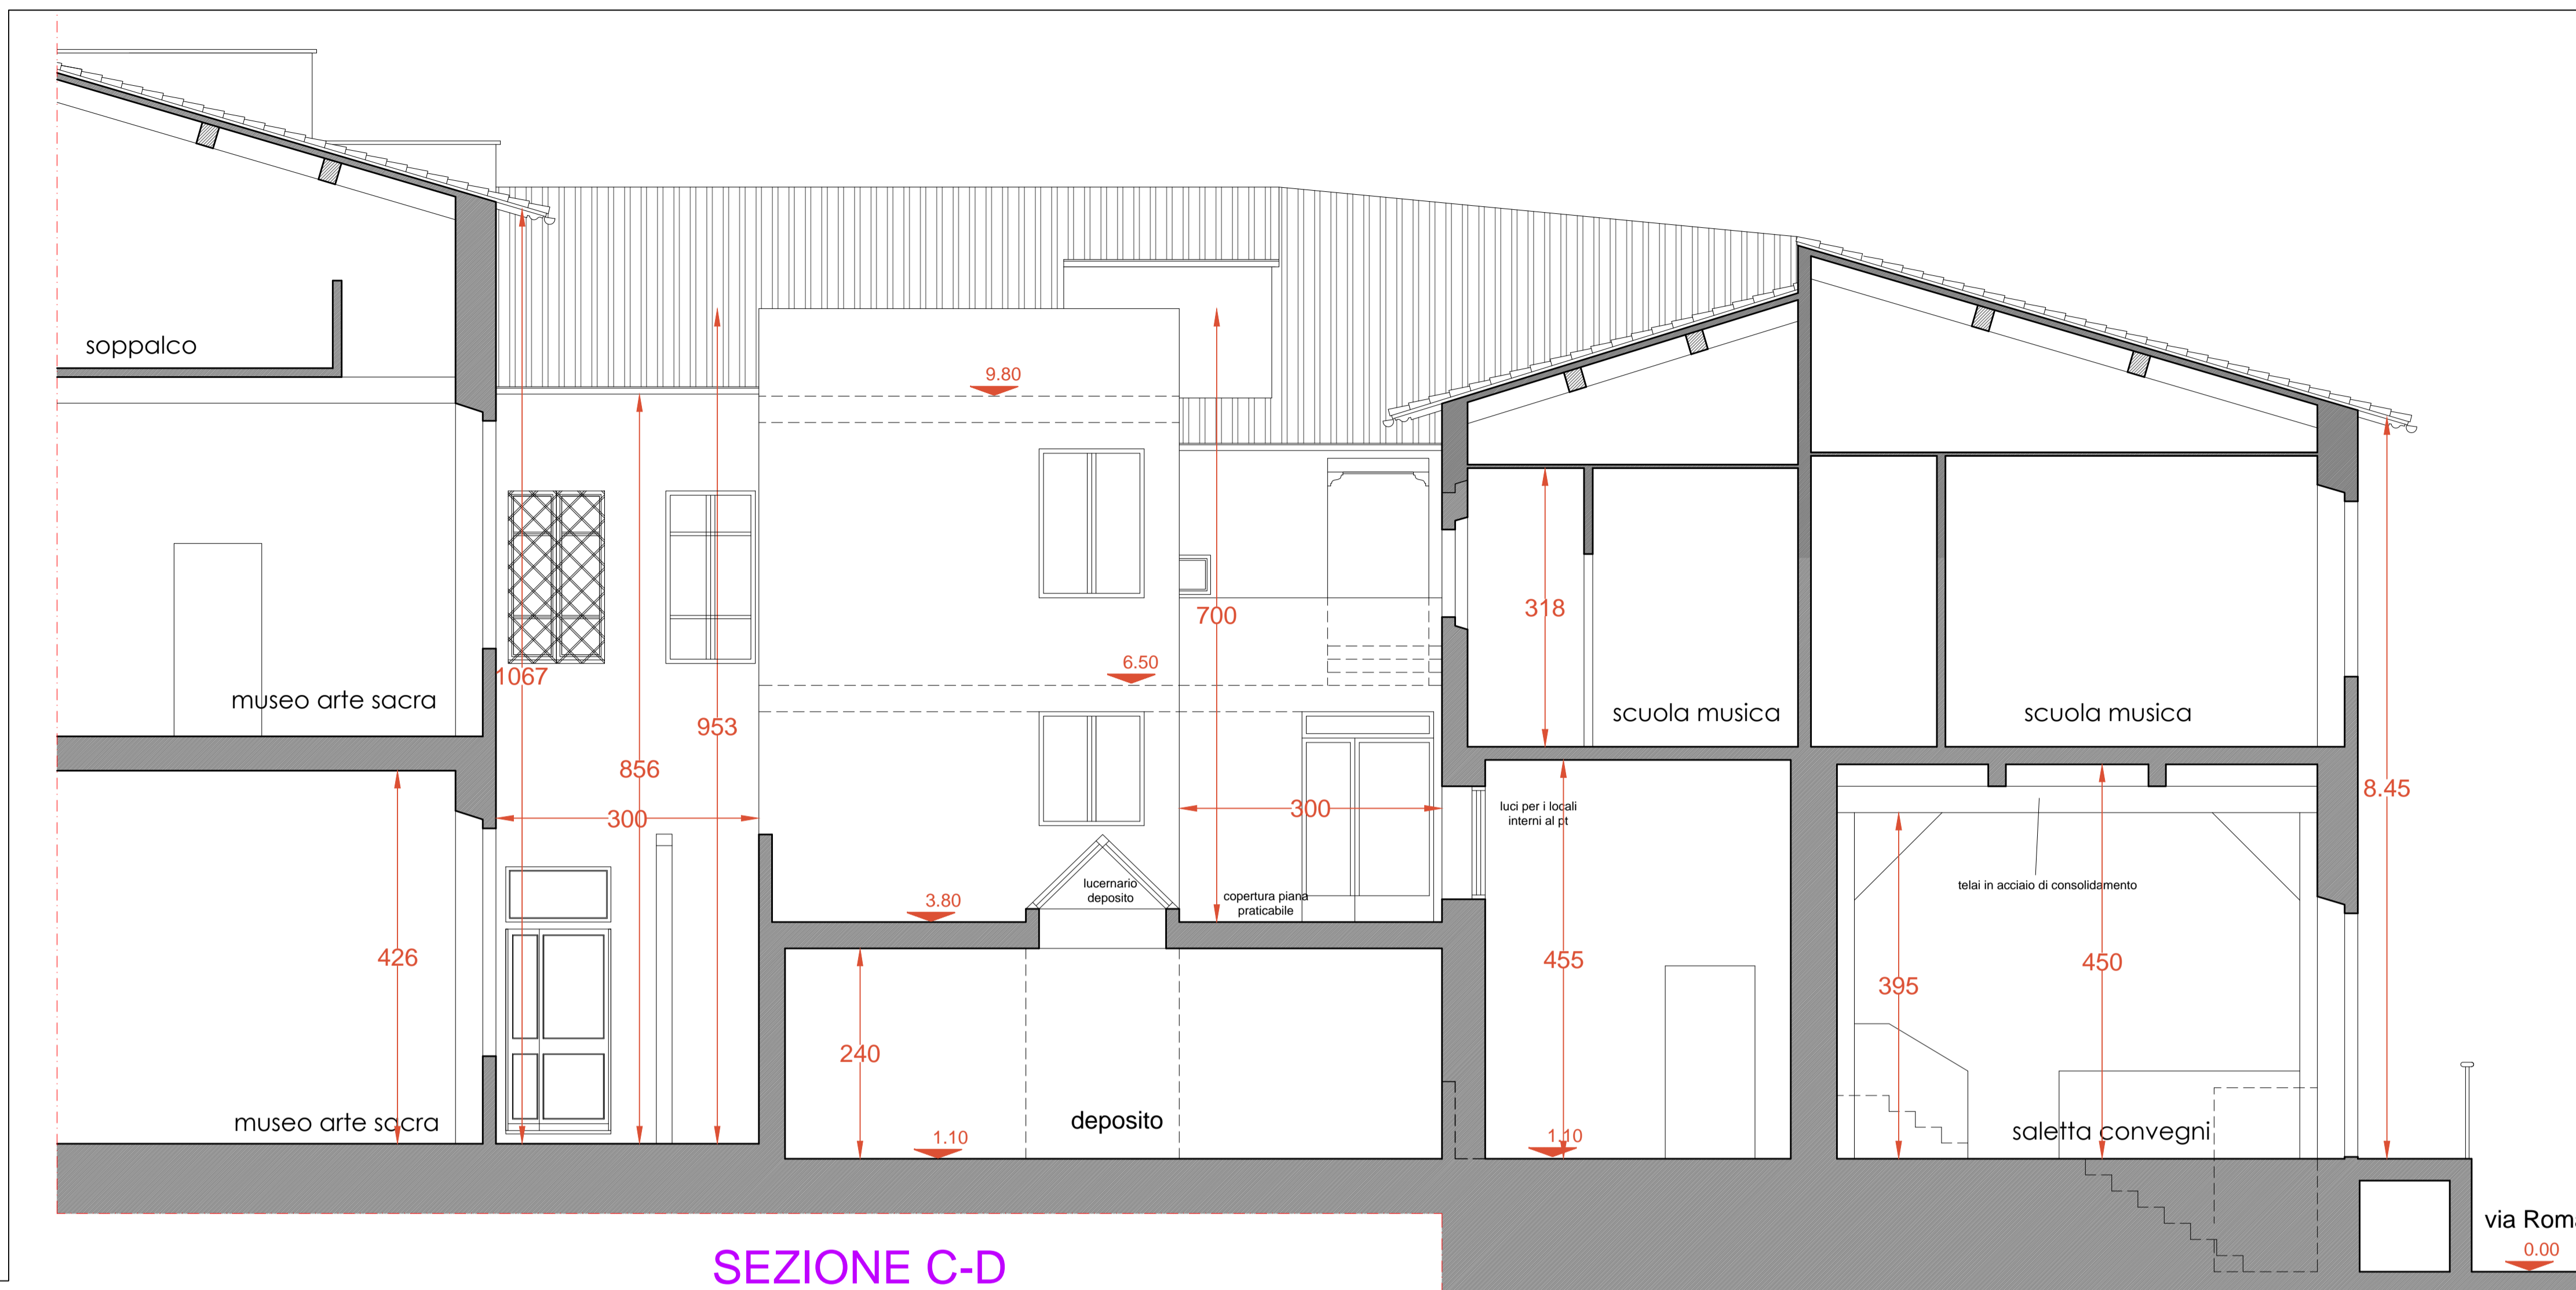 soppalco
9.80
6.50
700
318
1067
museo arte sacra
953
scuola musica
scuola musica
856
300
300
luci per i locali
interni al pt
8.45
lucernario
deposito
telai in acciaio di consolidamento
3.80
copertura piana
praticabile
426
455
450
395
240
museo arte sacra
deposito
1.10
1.10
saletta convegni
via Rom
0.00
SEZIONE C-D